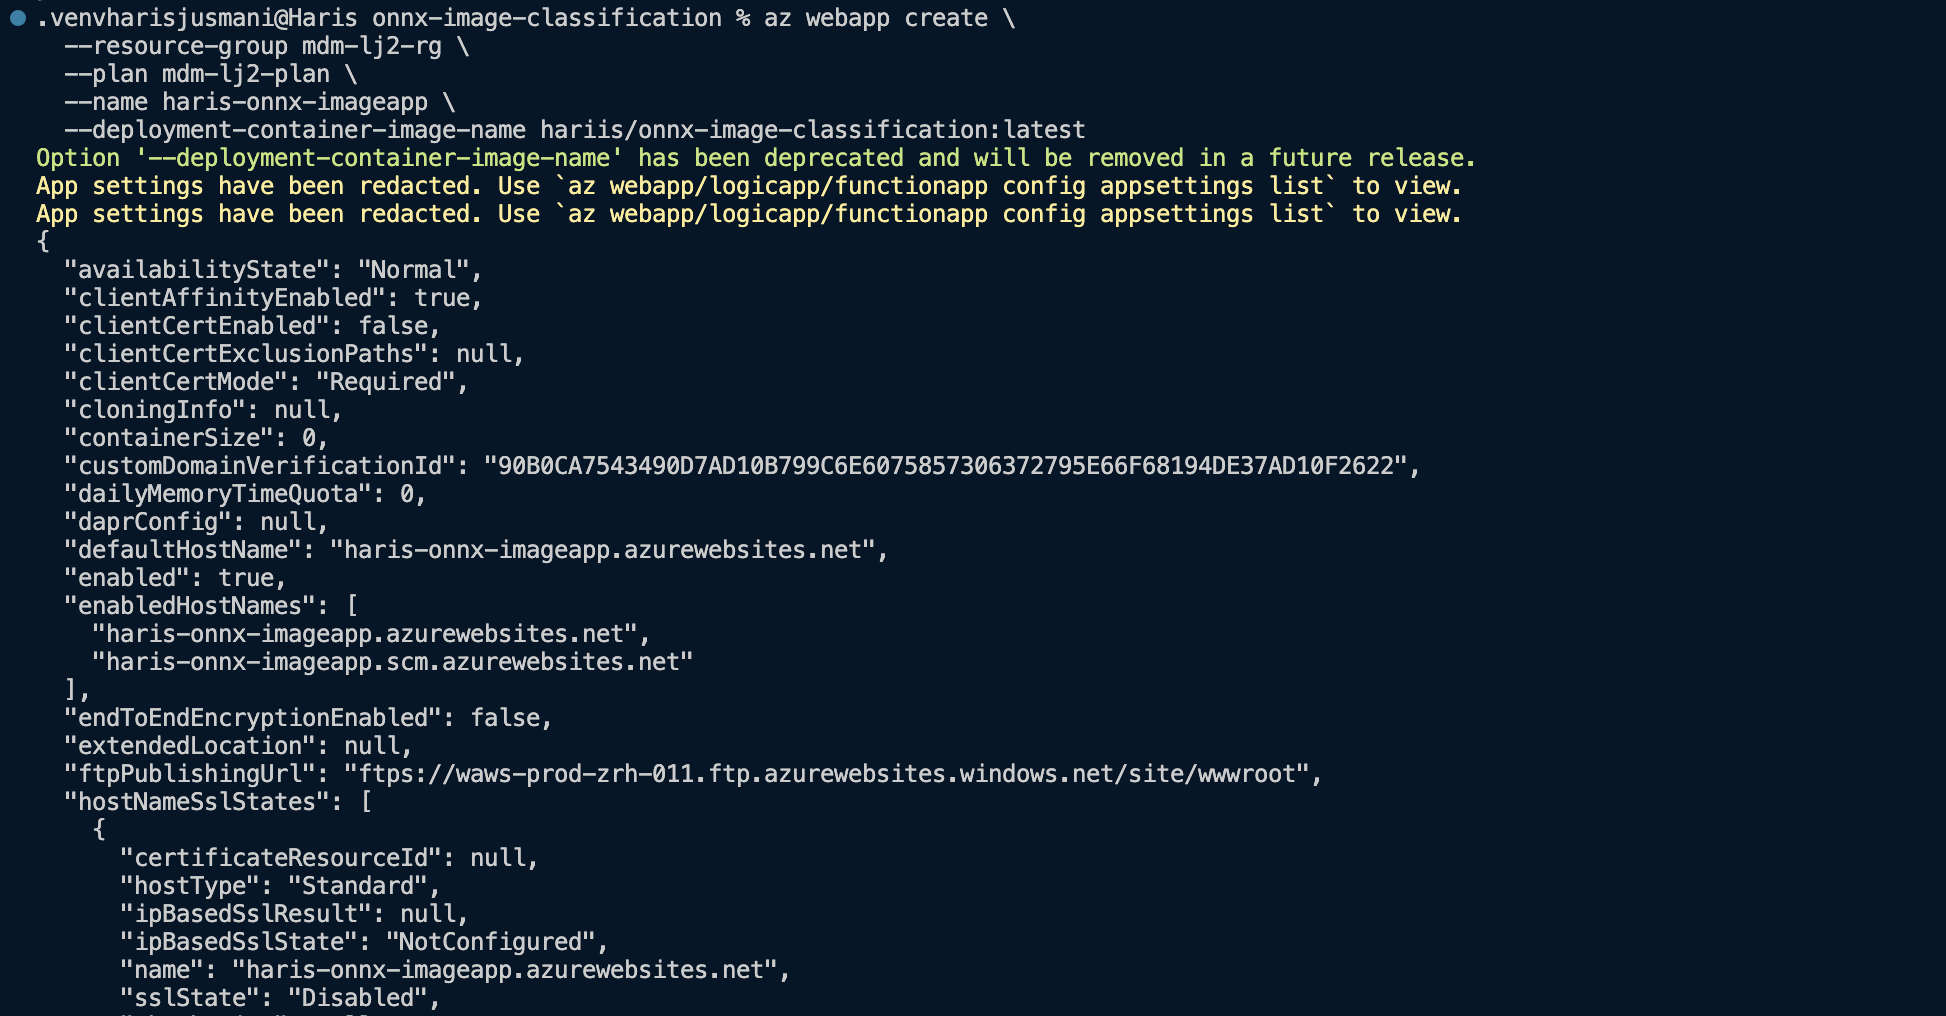 .venvharisjusmani@Haris onnx-image-classification % az webapp create \
--resource-group mdm-lj2-rg \
--plan mdm-lj2-plan \
--name haris-onnx-imageapp \
--deployment-container-image-name hariis/onnx-image-classification:latest
Option '--deployment-container-image-name' has been deprecated and will be removed in a future release.
App settings have been redacted. Use `az webapp/logicapp/functionapp config appsettings list` to view.
App settings have been redacted. Use `az webapp/logicapp/functionapp config appsettings list` to view.
{
"availabilityState": "Normal",
"clientAffinityEnabled": true,
"clientCertEnabled": false,
"clientCertExclusionPaths": null,
"clientCertMode": "Required",
"cloningInfo": null,
"containerSize": 0,
"customDomainVerificationId": "90B0CA7543490D7AD10B799C6E6075857306372795E66F68194DE37AD10F2622",
"dailyMemoryTimeQuota": 0,
"daprConfig": null,
"defaultHostName": "haris-onnx-imageapp.azurewebsites.net",
"enabled": true,
"enabledHostNames": [
"haris-onnx-imageapp.azurewebsites.net",
"haris-onnx-imageapp.scm.azurewebsites.net"
],
"endToEndEncryptionEnabled": false,
"extendedLocation": null,
"ftpPublishingUrl": "ftps://waws-prod-zrh-011.ftp.azurewebsites.windows.net/site/wwwroot",
"hostNameSslStates": [
{
"certificateResourceId": null,
"hostType": "Standard",
"ipBasedSslResult": null,
"ipBasedSslState": "NotConfigured",
"name": "haris-onnx-imageapp.azurewebsites.net",
"sslState": "Disabled",